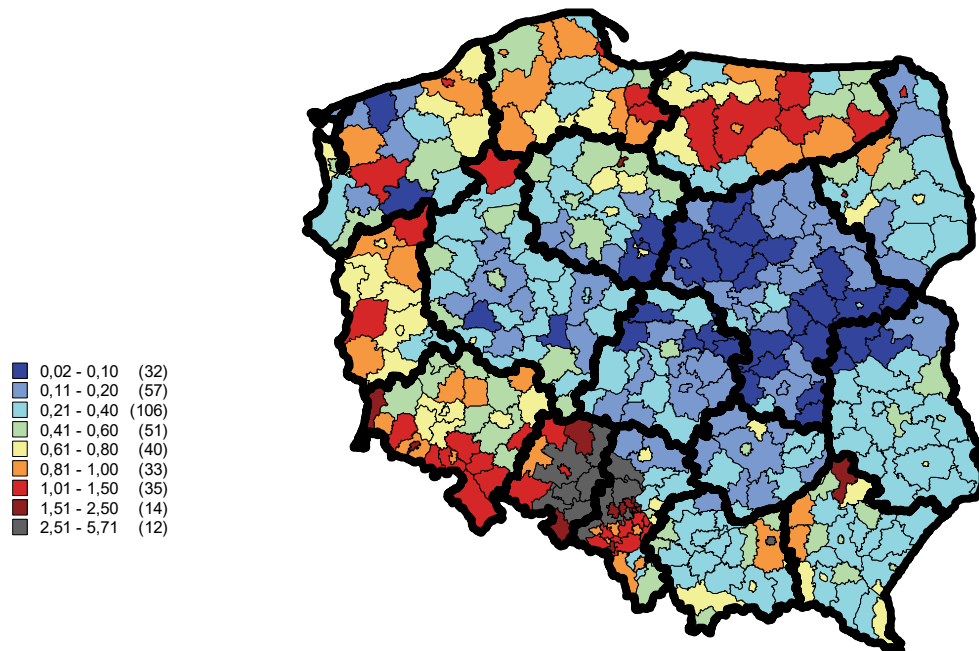 0,02 - 0,10 (32)
0,11 - 0,20 (57)
0,21 - 0,40 (106)
0,41 - 0,60 (51)
0,61 - 0,80 (40)
0,81 - 1,00 (33)
1,01 - 1,50 (35)
1,51 - 2,50 (14)
2,51 - 5,71 (12)